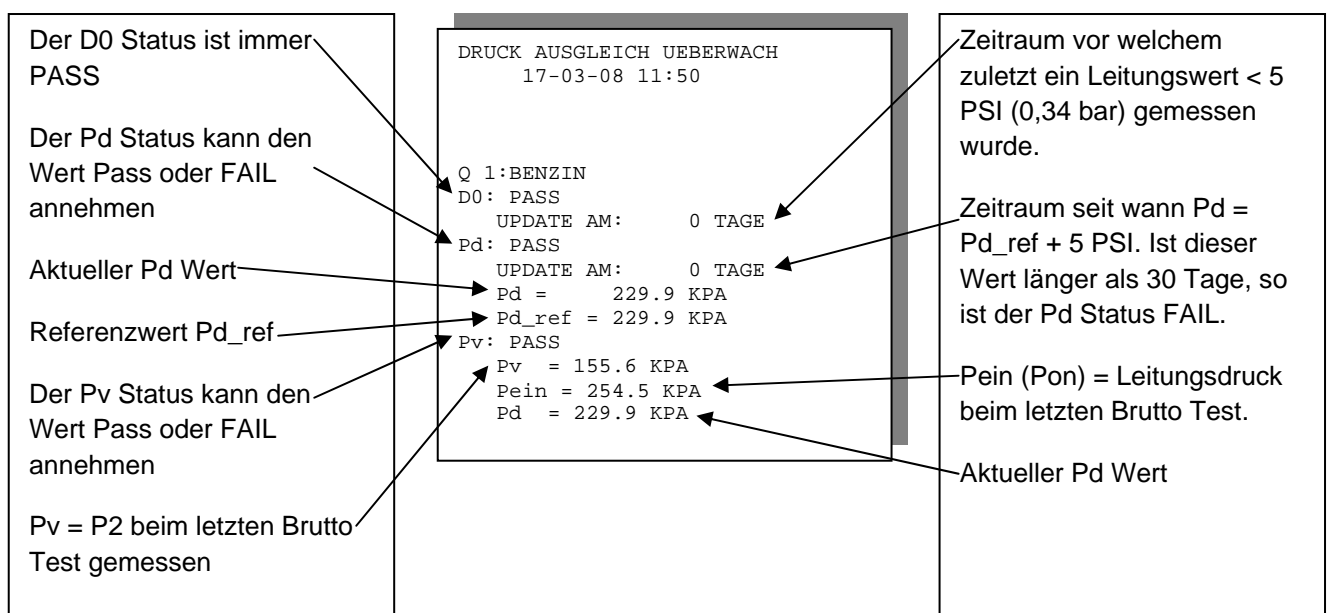 Der D0 Status ist immer
PASS
Der Pd Status kann den
Wert Pass oder FAIL
annehmen
Aktueller Pd Wert
Referenzwert Pd_ref
Der Pv Status kann den
Wert Pass oder FAIL
annehmen
Pv = P2 beim letzten Brutto
Test gemessen
DRUCK AUSGLEICH UEBERWACH
17-03-08 11:50
Q 1:BENZIN
D0: PASS
UPDATE AM: 0 TAGE
Pd: PASS
UPDATE AM: 0 TAGE
Pd = 229.9 KPA
Pd_ref = 229.9 KPA
Pv: PASS
Pv = 155.6 KPA
Pein = 254.5 KPA
Pd = 229.9 KPA
Zeitraum vor welchem
zuletzt ein Leitungswert < 5
PSI (0,34 bar) gemessen
wurde.
Zeitraum seit wann Pd =
Pd_ref + 5 PSI. Ist dieser
Wert länger als 30 Tage, so
ist der Pd Status FAIL.
Pein (Pon) = Leitungsdruck
beim letzten Brutto Test.
Aktueller Pd Wert